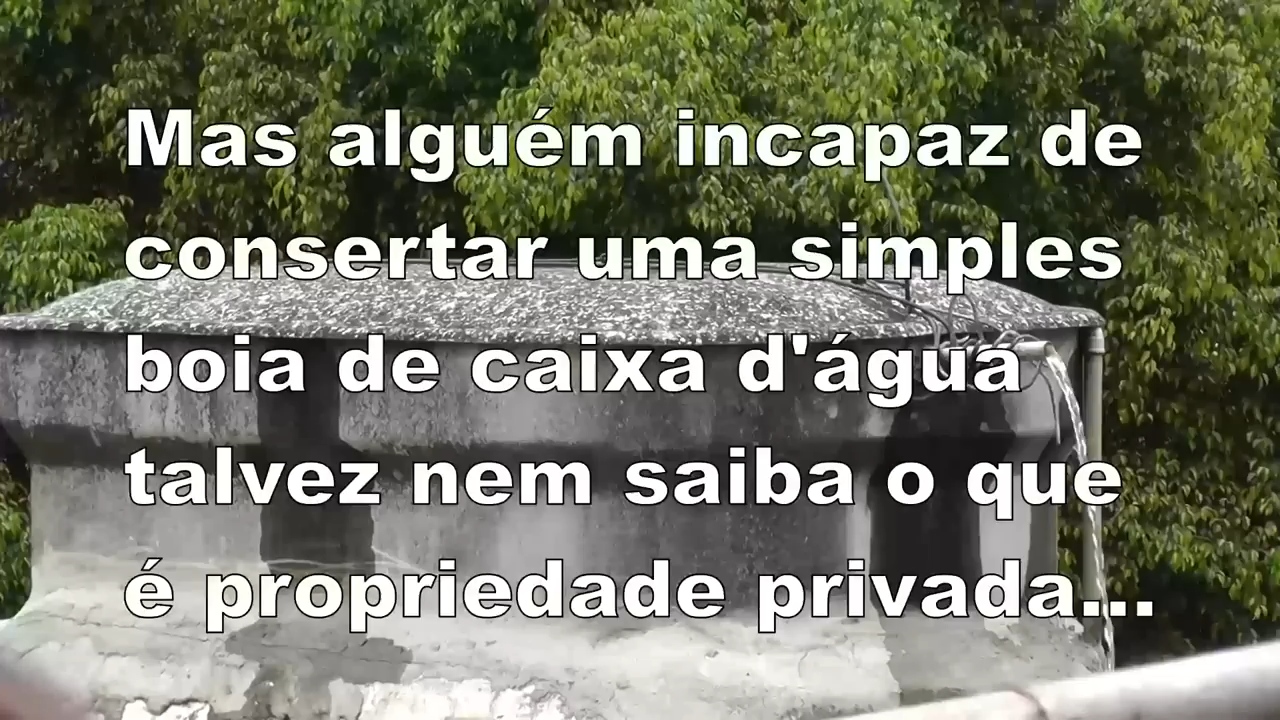 Mas alguém incapaz de
consertar uma simples
boia de caixa d'água
talvez nem saiba o que
é propriedade privada...